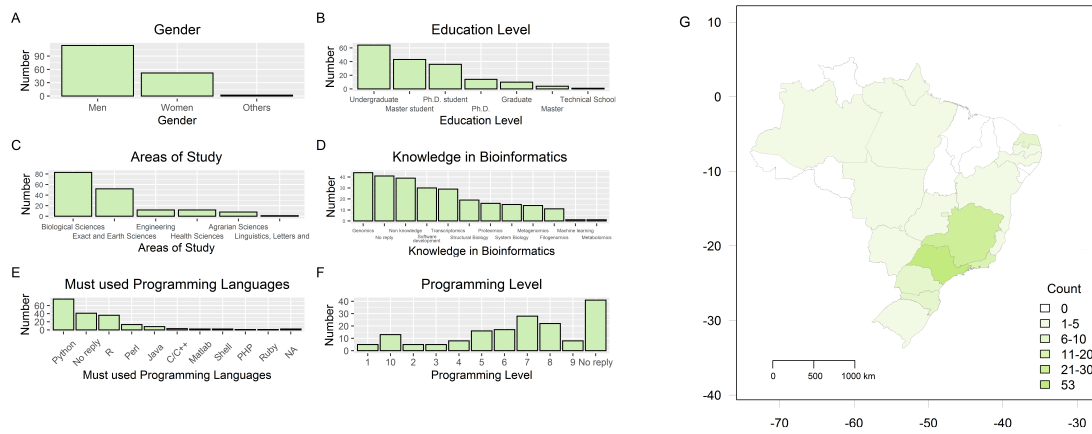 A
Gender
Number
90
60
30
0
Men Women Others
Gender
B
Education Level
Number
60
40
20
0
Undergraduate Ph.D. student Graduate Technical School
Master student Ph.D. Master
Education Level
C
Areas of Study
Number
80
60
40
20
0
Biological Sciences Engineering Agrarian Sciences
Exact and Earth Sciences Health Sciences Linguistics, Letters and
Areas of Study
D
Knowledge in Bioinformatics
Number
40
30
20
10
0
Genomics Non knowledge Transcriptomics Proteomics Metagenomics Machine learning
No reply Software development Structural Biology System Biology Filogenomics Metabolomics
Knowledge in Bioinformatics
E
Must used Programming Languages
Number
60
40
20
0
Python No reply R Perl Java C/C++ Matlab Shell PHP Ruby NA
Must used Programming Languages
F
Programming Level
Number
40
30
20
10
0
1 10 2 3 4 5 6 7 8 9 No reply
Programming Level
G
10
0
-10
-20
-30
-40
-70 -60 -50 -40 -30
0 500 1000 km
Count
0
1-5
6-10
11-20
21-30
53